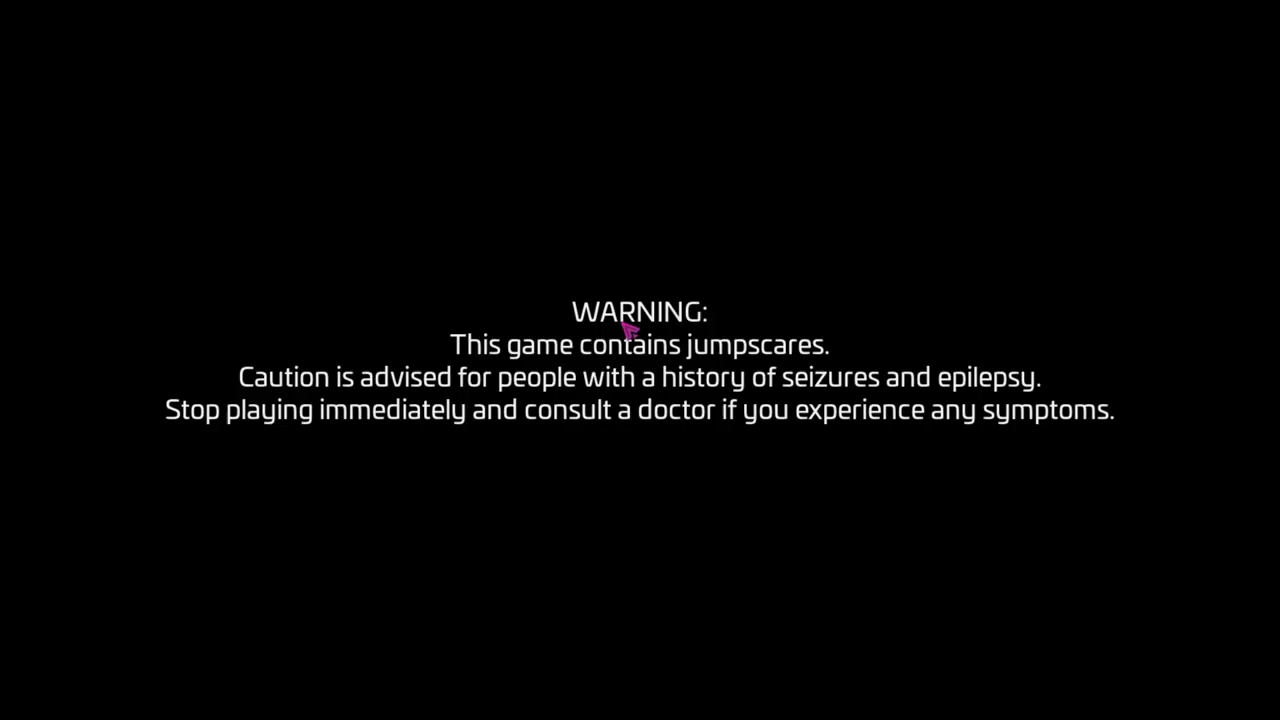 WARNING:
This game contains jumpscares.
Caution is advised for people with a history of seizures and epilepsy.
Stop playing immediately and consult a doctor if you experience any symptoms.